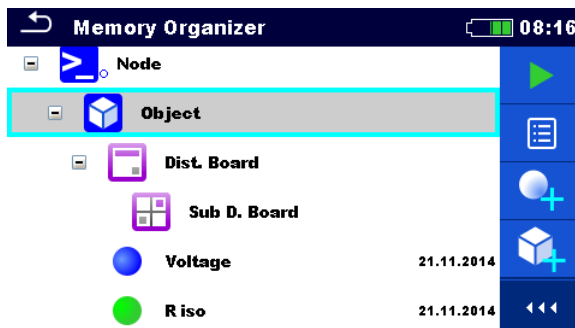 Memory Organizer 08:16
Node
Object
Dist. Board
Sub D. Board
Voltage 21.11.2014
R iso 21.11.2014